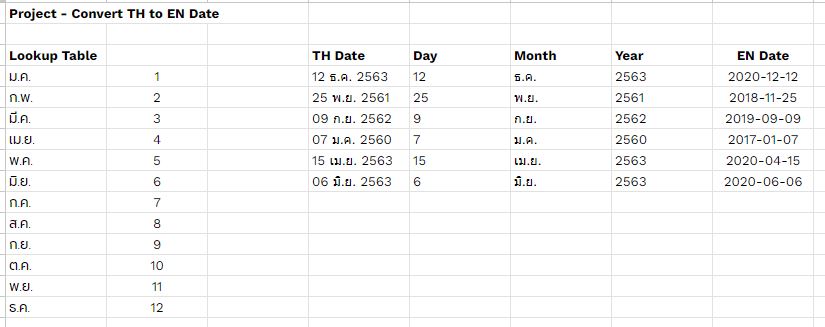 Project - Convert TH to EN Date
Lookup Table TH Date Day Month Year EN Date
ม.ค. 1 12 ธ.ค. 2563 12 ธ.ค. 2563 2020-12-12
ก.พ. 2 25 พ.ย. 2561 25 พ.ย. 2561 2018-11-25
มี.ค. 3 09 ก.ย. 2562 9 ก.ย. 2562 2019-09-09
เม.ย. 4 07 ม.ค. 2560 7 ม.ค. 2560 2017-01-07
พ.ค. 5 15 เม.ย. 2563 15 เม.ย. 2563 2020-04-15
มิ.ย. 6 06 มิ.ย. 2563 6 มิ.ย. 2563 2020-06-06
ก.ค. 7
ส.ค. 8
ก.ย. 9
ต.ค. 10
พ.ย. 11
ธ.ค. 12